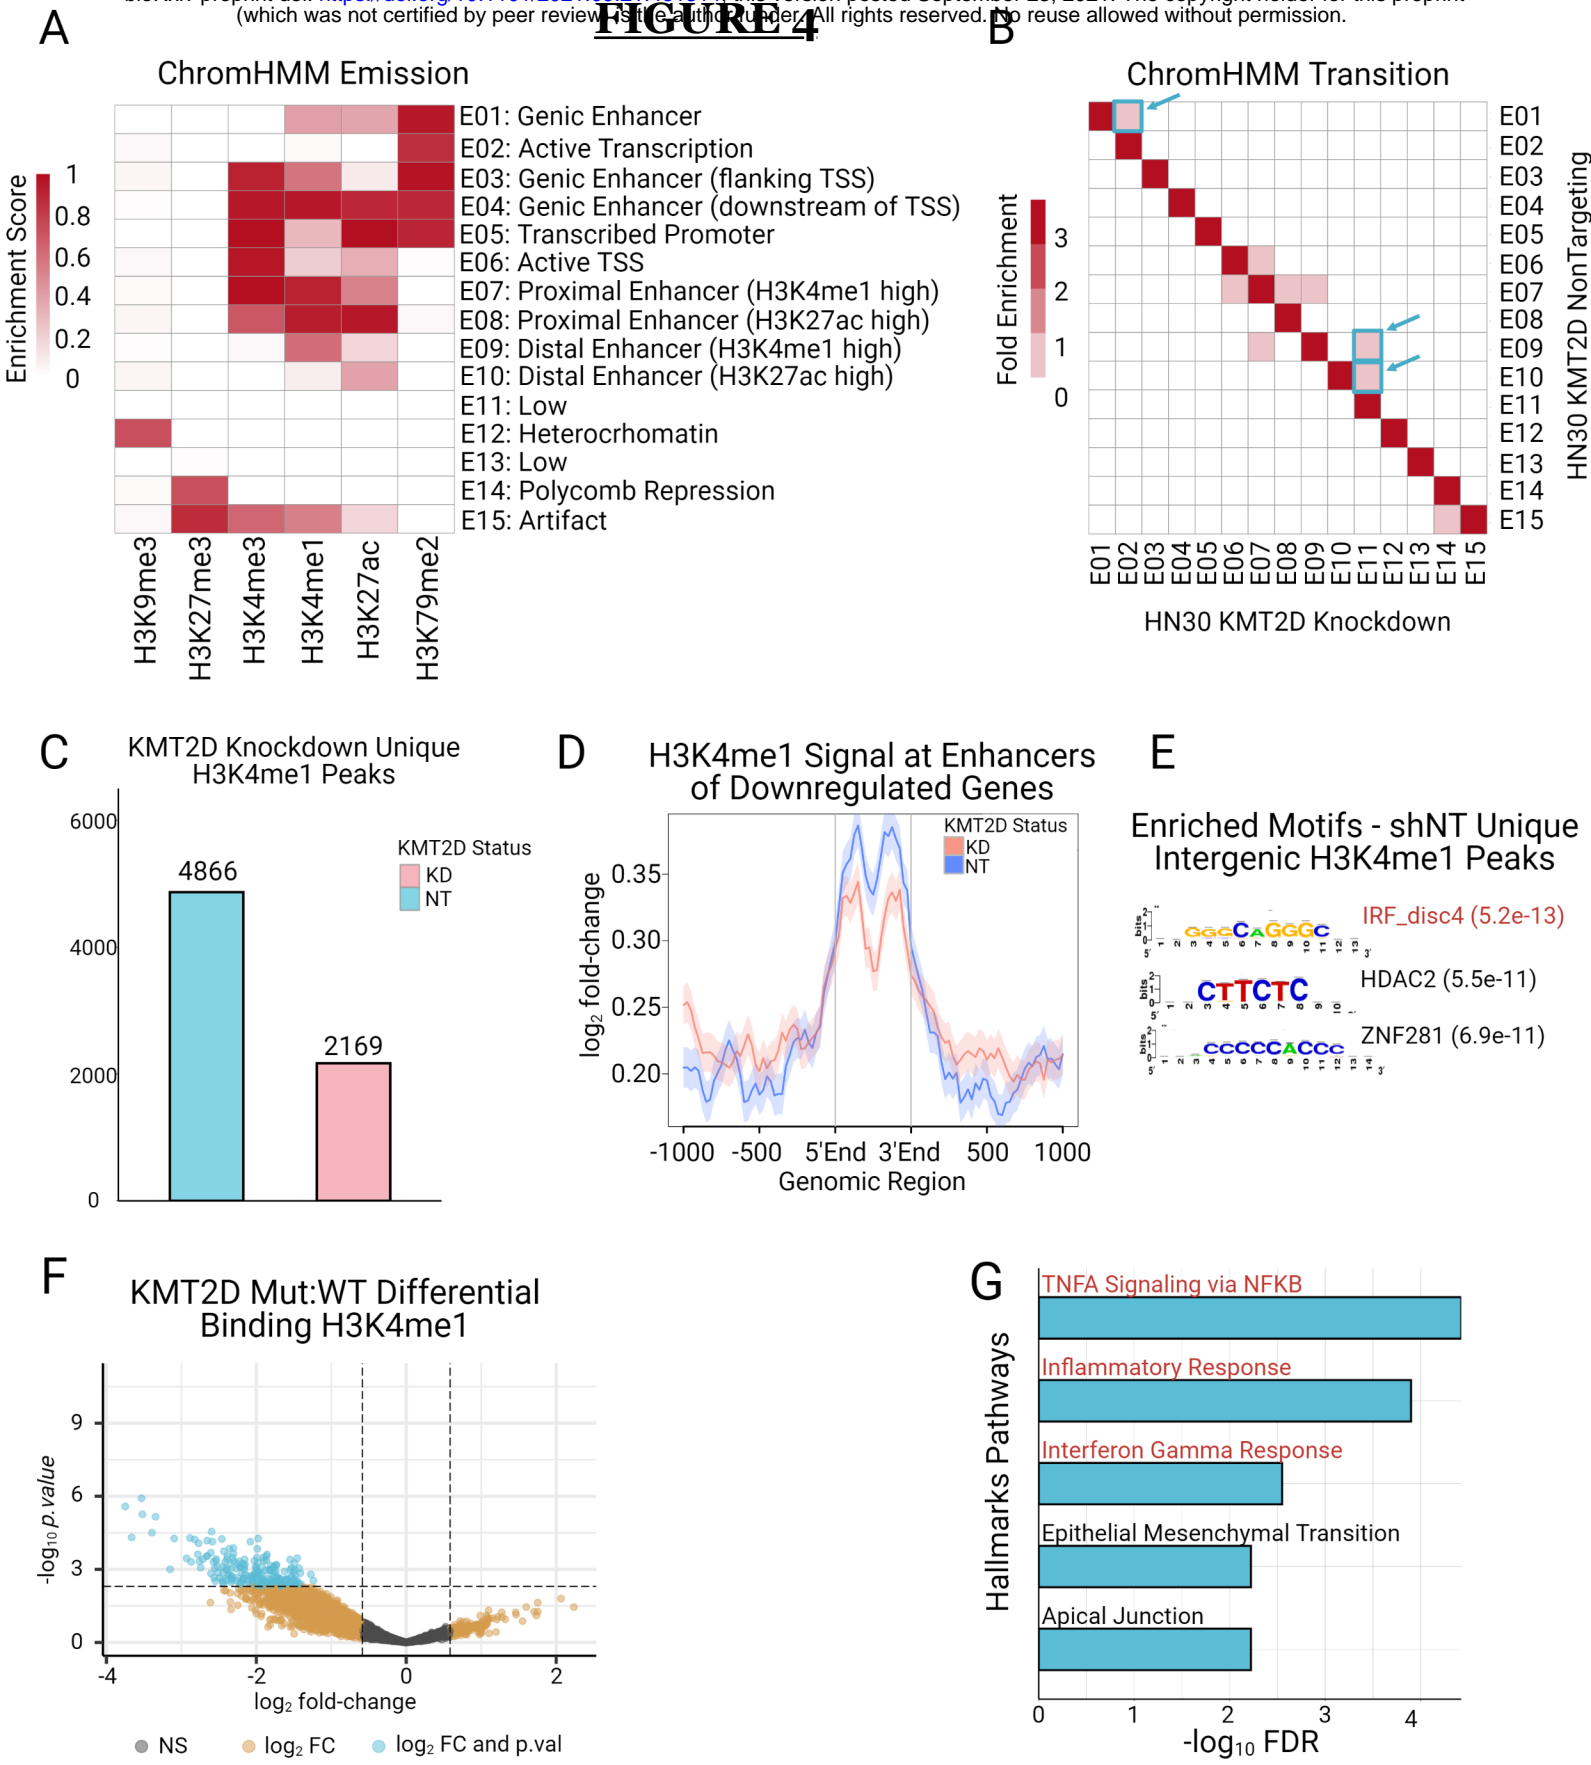 (which was not certified by peer review) is the author/funder. All rights reserved. No reuse allowed without permission.
FIGURE 4
A
ChromHMM Emission
Enrichment Score
1
0.8
0.6
0.4
0.2
0
E01: Genic Enhancer
E02: Active Transcription
E03: Genic Enhancer (flanking TSS)
E04: Genic Enhancer (downstream of TSS)
E05: Transcribed Promoter
E06: Active TSS
E07: Proximal Enhancer (H3K4me1 high)
E08: Proximal Enhancer (H3K27ac high)
E09: Distal Enhancer (H3K4me1 high)
E10: Distal Enhancer (H3K27ac high)
E11: Low
E12: Heterocrhomatin
E13: Low
E14: Polycomb Repression
E15: Artifact
H3K9me3
H3K27me3
H3K4me3
H3K4me1
H3K27ac
H3K79me2
B
ChromHMM Transition
Fold Enrichment
3
2
1
0
E01
E02
E03
E04
E05
E06
E07
E08
E09
E10
E11
E12
E13
E14
E15
HN30 KMT2D NonTargeting
E01
E02
E03
E04
E05
E06
E07
E08
E09
E10
E11
E12
E13
E14
E15
HN30 KMT2D Knockdown
C
KMT2D Knockdown Unique
H3K4me1 Peaks
6000
4000
2000
0
4866
2169
KMT2D Status
KD
NT
D
H3K4me1 Signal at Enhancers
of Downregulated Genes
KMT2D Status
KD
NT
log2 fold-change
0.35
0.30
0.25
0.20
-1000 -500 5'End 3'End 500 1000
Genomic Region
E
Enriched Motifs - shNT Unique
Intergenic H3K4me1 Peaks
IRF_disc4 (5.2e-13)
HDAC2 (5.5e-11)
ZNF281 (6.9e-11)
F
KMT2D Mut:WT Differential
Binding H3K4me1
-log10 p.value
9
6
3
0
-4 -2 0 2
log2 fold-change
NS log2 FC log2 FC and p.val
G
Hallmarks Pathways
TNFA Signaling via NFKB
Inflammatory Response
Interferon Gamma Response
Epithelial Mesenchymal Transition
Apical Junction
0 1 2 3 4
-log10 FDR